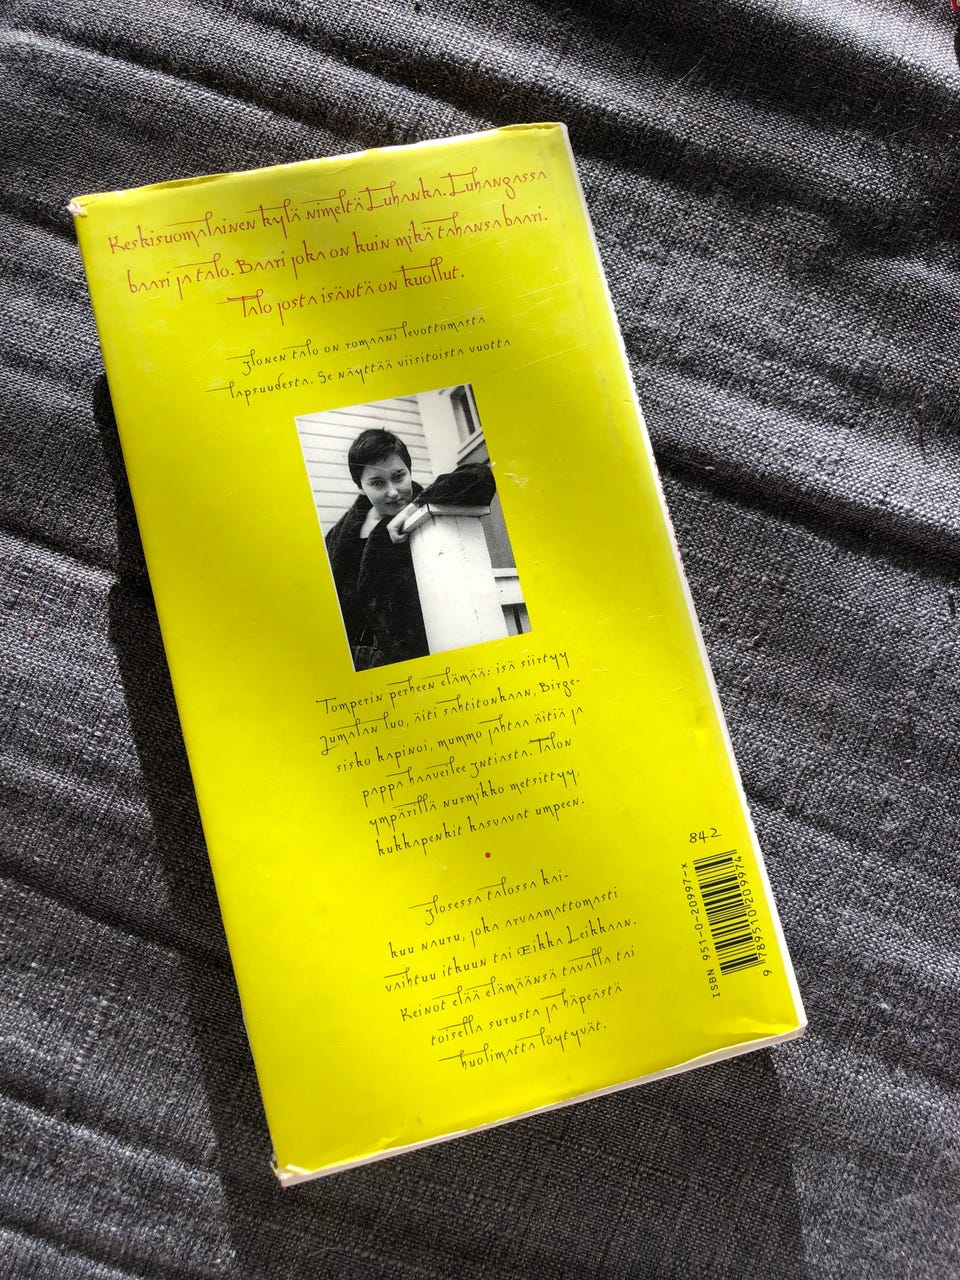 Keskisuomalainen kylä nimeltä Luhanka. Luhangassa
baari ja talo. Baari joka on kuin mikä tahansa baari.
Talo josta isäntä on kuollut.
Ilonen talo on romaani levottomasta
lapsuudesta. Se näyttää viisitoista vuotta
Tomperin perheen elämää: isä siirtyy
Jumalan luo, äiti sahtitonkaan, Birge-
sisko kapinoi, mummo jahtaa äitiä ja
pappa haaveilee Intiasta. Talon
ympärillä nurmikko metsittyy,
kukkapenkit kasvavat umpeen.
Ilosessa talossa kai-
kuu nauru, joka arvaamattomasti
vaihtuu itkuun tai Eikka Leikkaan.
Keinot elää elämäänsä tavalla tai
toisella surusta ja häpeästä
huolimatta löytyvät.
842
ISBN 951-0-20997-X
9 789510 209974